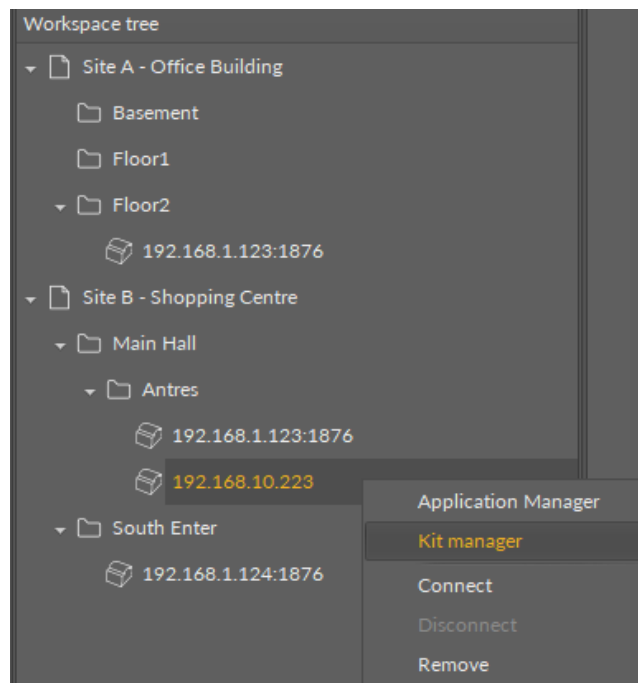 Workspace tree
Site A - Office Building
Basement
Floor1
Floor2
192.168.1.123:1876
Site B - Shopping Centre
Main Hall
Antres
192.168.1.123:1876
192.168.10.223
Application Manager
Kit manager
South Enter
192.168.1.124:1876
Connect
Disconnect
Remove